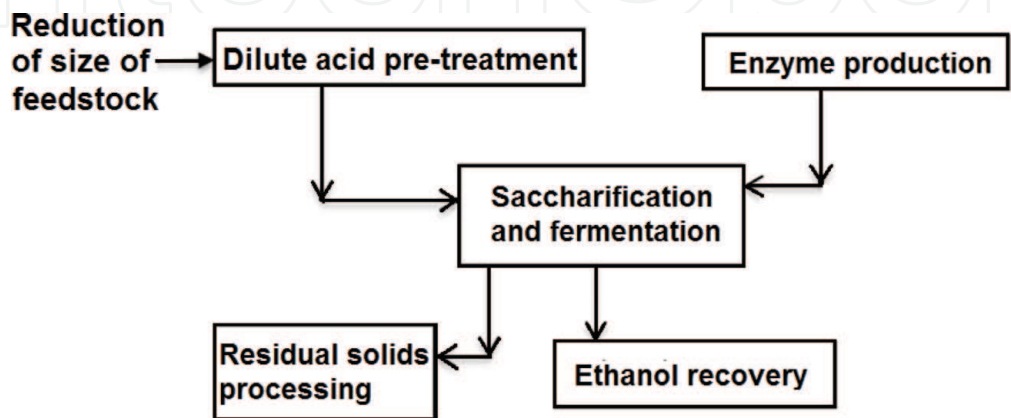 Reduction
of size of
feedstock
Dilute acid pre-treatment
Enzyme production
Saccharification
and fermentation
Residual solids
processing
Ethanol recovery